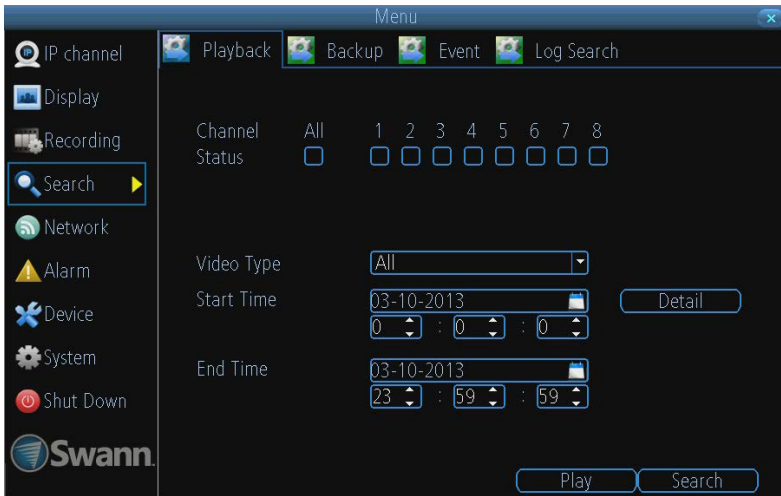 Menu
IP channel
Display
Recording
Search
Network
Alarm
Device
System
Shut Down
Swann.
Playback Backup Event Log Search
Channel All 1 2 3 4 5 6 7 8
Status
Video Type All
Start Time 03-10-2013 Detail
0 : 0 : 0
End Time 03-10-2013
23 : 59 : 59
Play Search